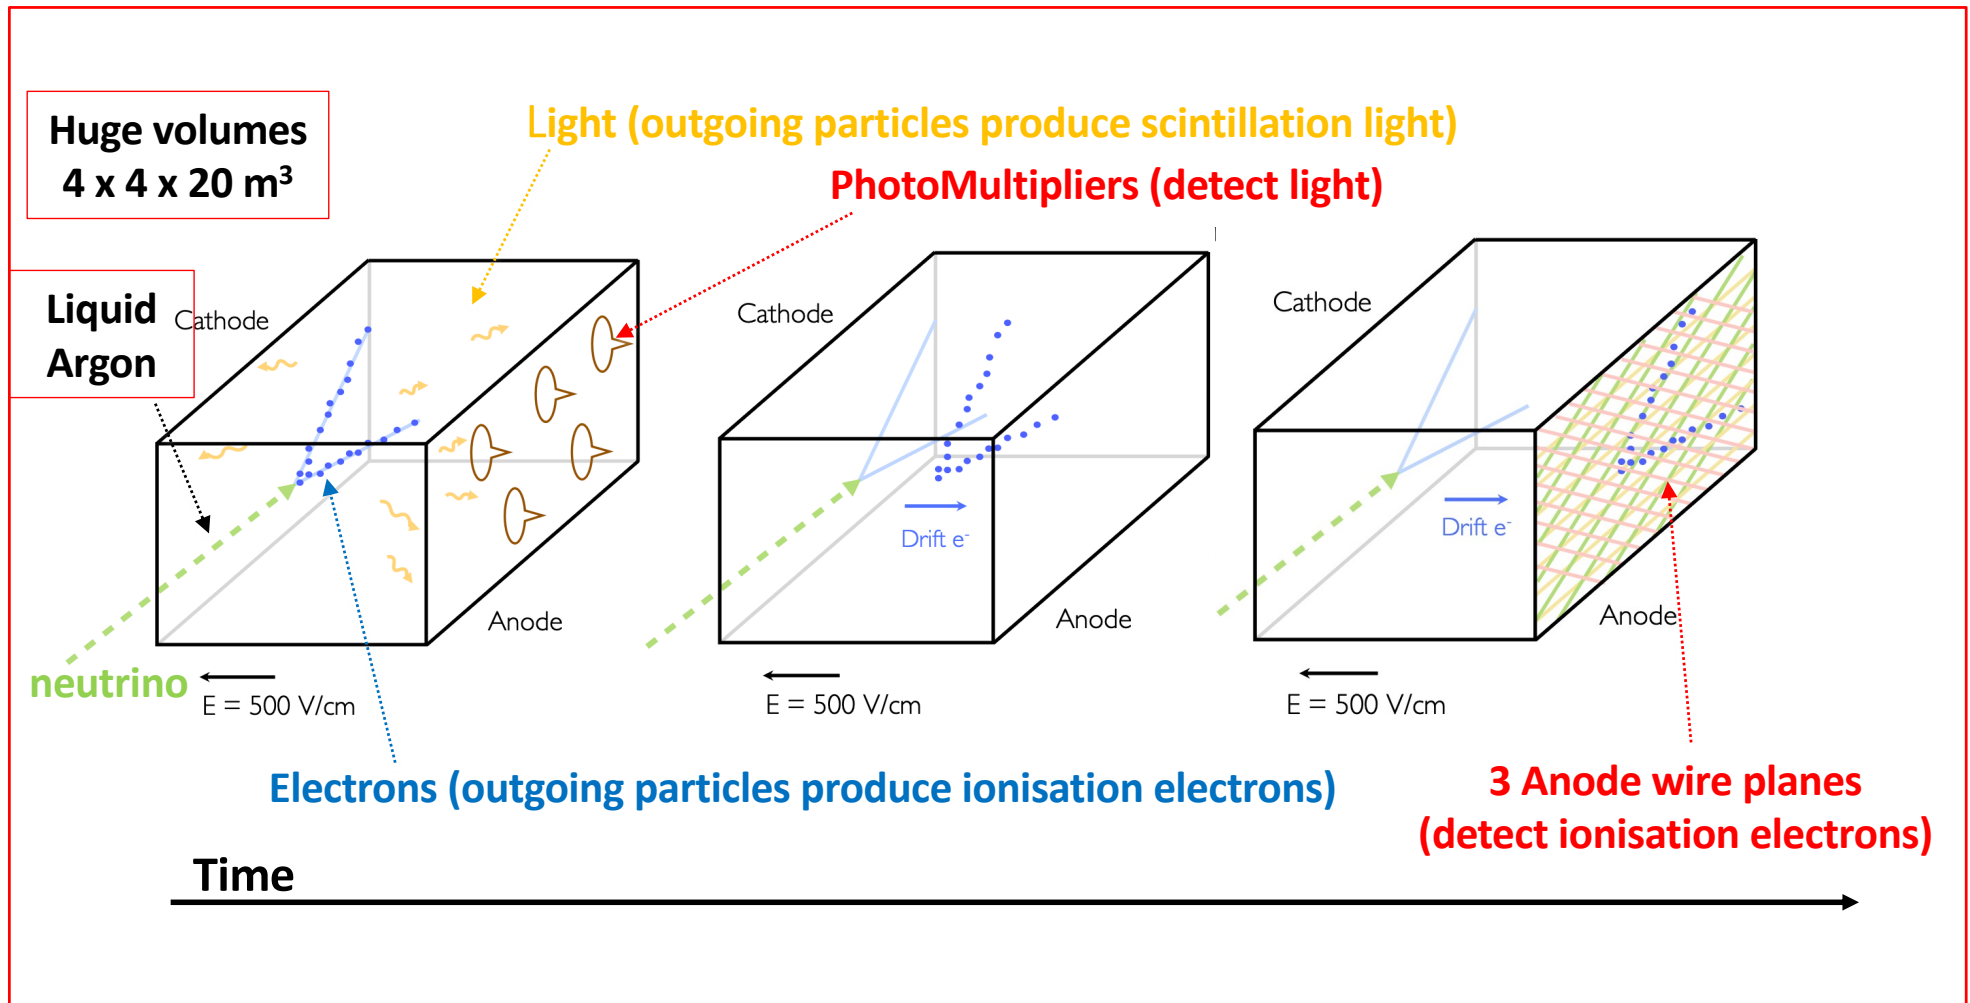 Huge volumes
4 x 4 x 20 m³
Light (outgoing particles produce scintillation light)
PhotoMultipliers (detect light)
Liquid
Argon
Cathode
Cathode
Cathode
Drift e⁻
Drift e⁻
Anode
Anode
Anode
neutrino
E = 500 V/cm
E = 500 V/cm
E = 500 V/cm
Electrons (outgoing particles produce ionisation electrons)
3 Anode wire planes
(detect ionisation electrons)
Time